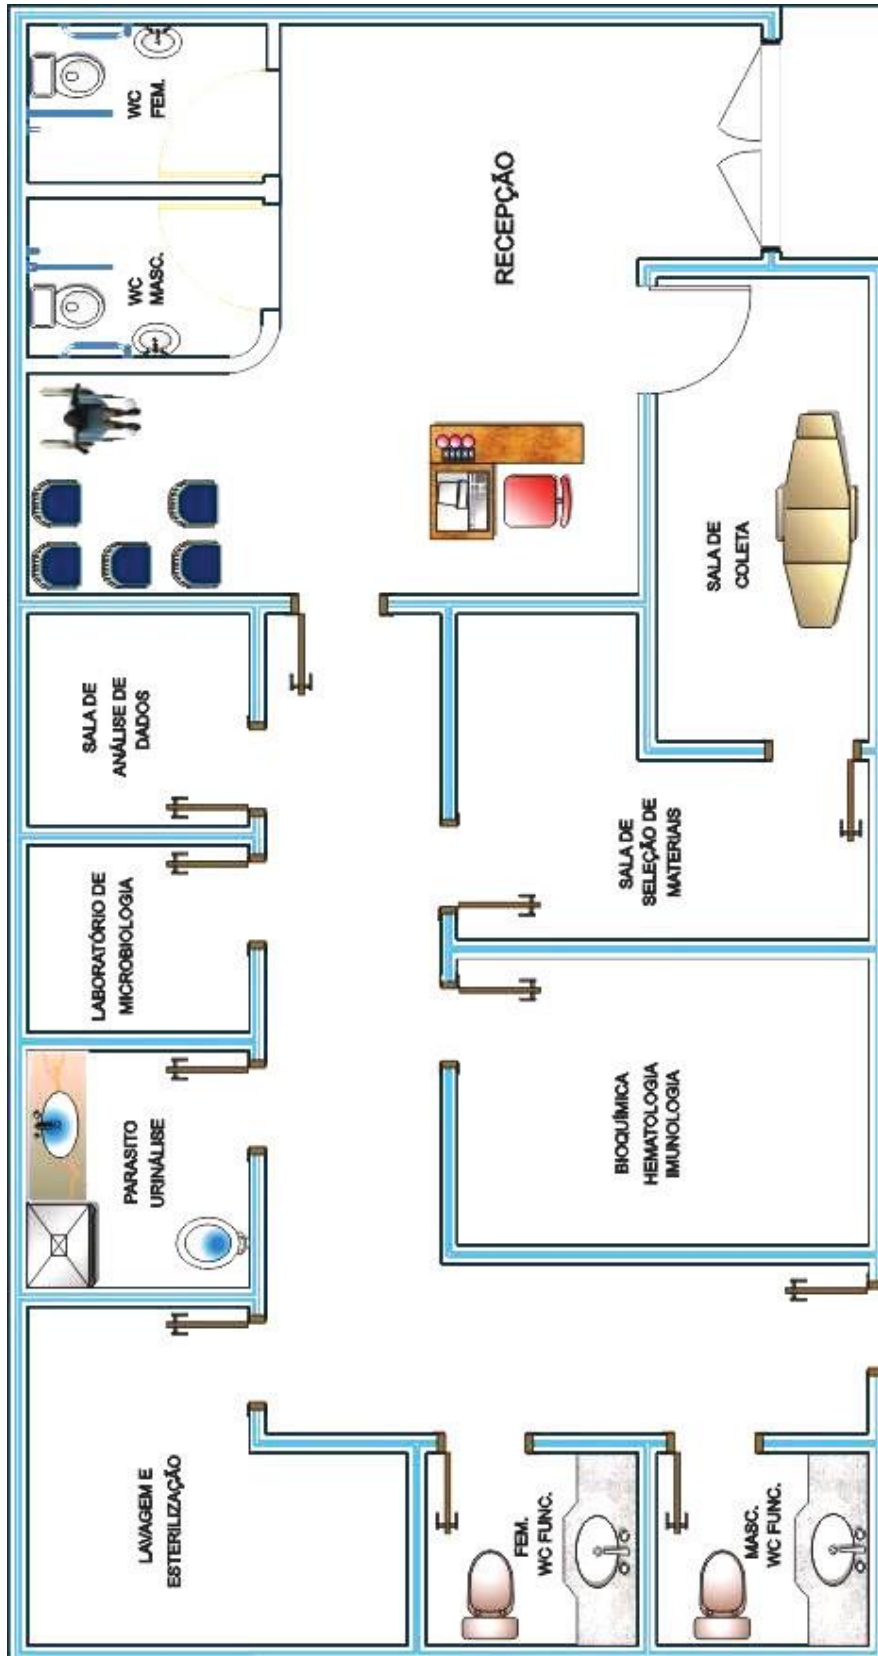 WC
FEM.
WC
MASC.
RECEPÇÃO
SALA DE
COLETA
SALA DE
ANÁLISE DE
DADOS
SALA DE
SELEÇÃO DE
MATERIAIS
LABORATÓRIO DE
MICROBIOLOGIA
PARASITO
URINÁLISE
BIOQUÍMICA
HEMATOLOGIA
IMUNOLOGIA
LAVAGEM E
ESTERILIZAÇÃO
FEM.
WC FUNC.
MASC.
WC FUNC.